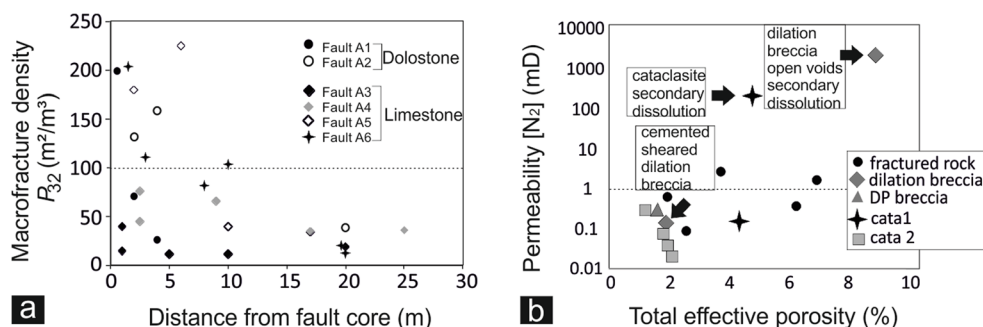 Macrofracture density
P32 (m²/m³)
250
200
150
100
50
0
0
5
10
15
20
25
30
Distance from fault core (m)
Fault A1
Fault A2
Dolostone
Fault A3
Fault A4
Fault A5
Fault A6
Limestone
a
Permeability [N2] (mD)
10000
1000
100
10
1
0.1
0.01
0
2
4
6
8
10
Total effective porosity (%)
dilation
breccia
open voids
secondary
dissolution
cataclasite
secondary
dissolution
cemented
sheared
dilation
breccia
fractured rock
dilation breccia
DP breccia
cata1
cata 2
b